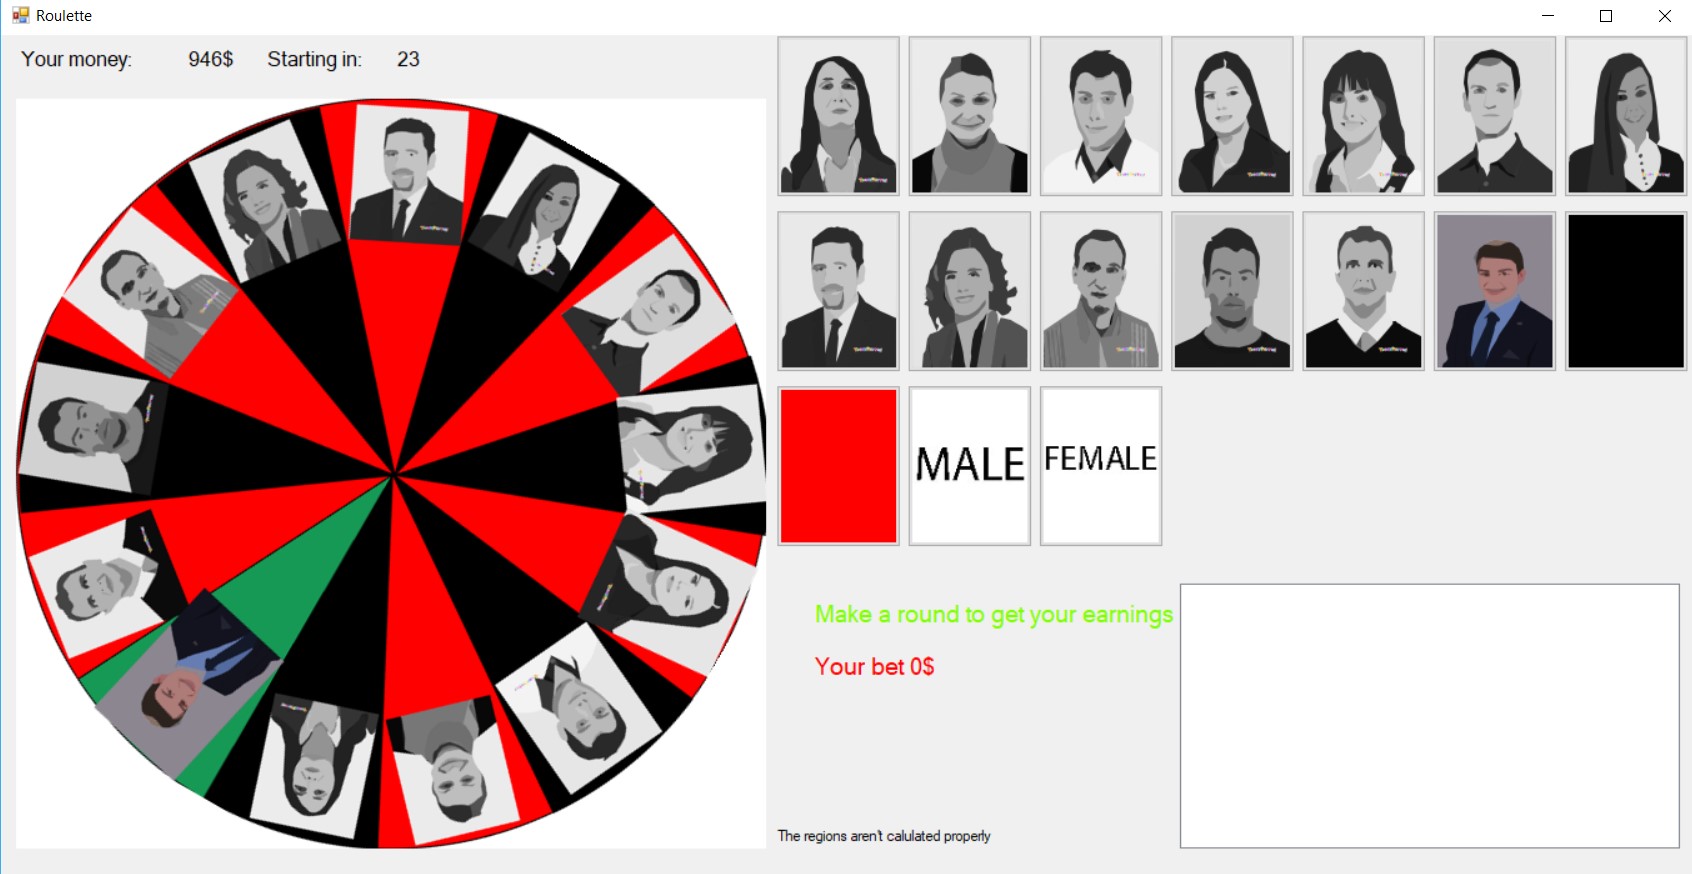 Roulette
Your money: 946$ Starting in: 23
MALE
FEMALE
Make a round to get your earnings
Your bet 0$
The regions aren't calulated properly